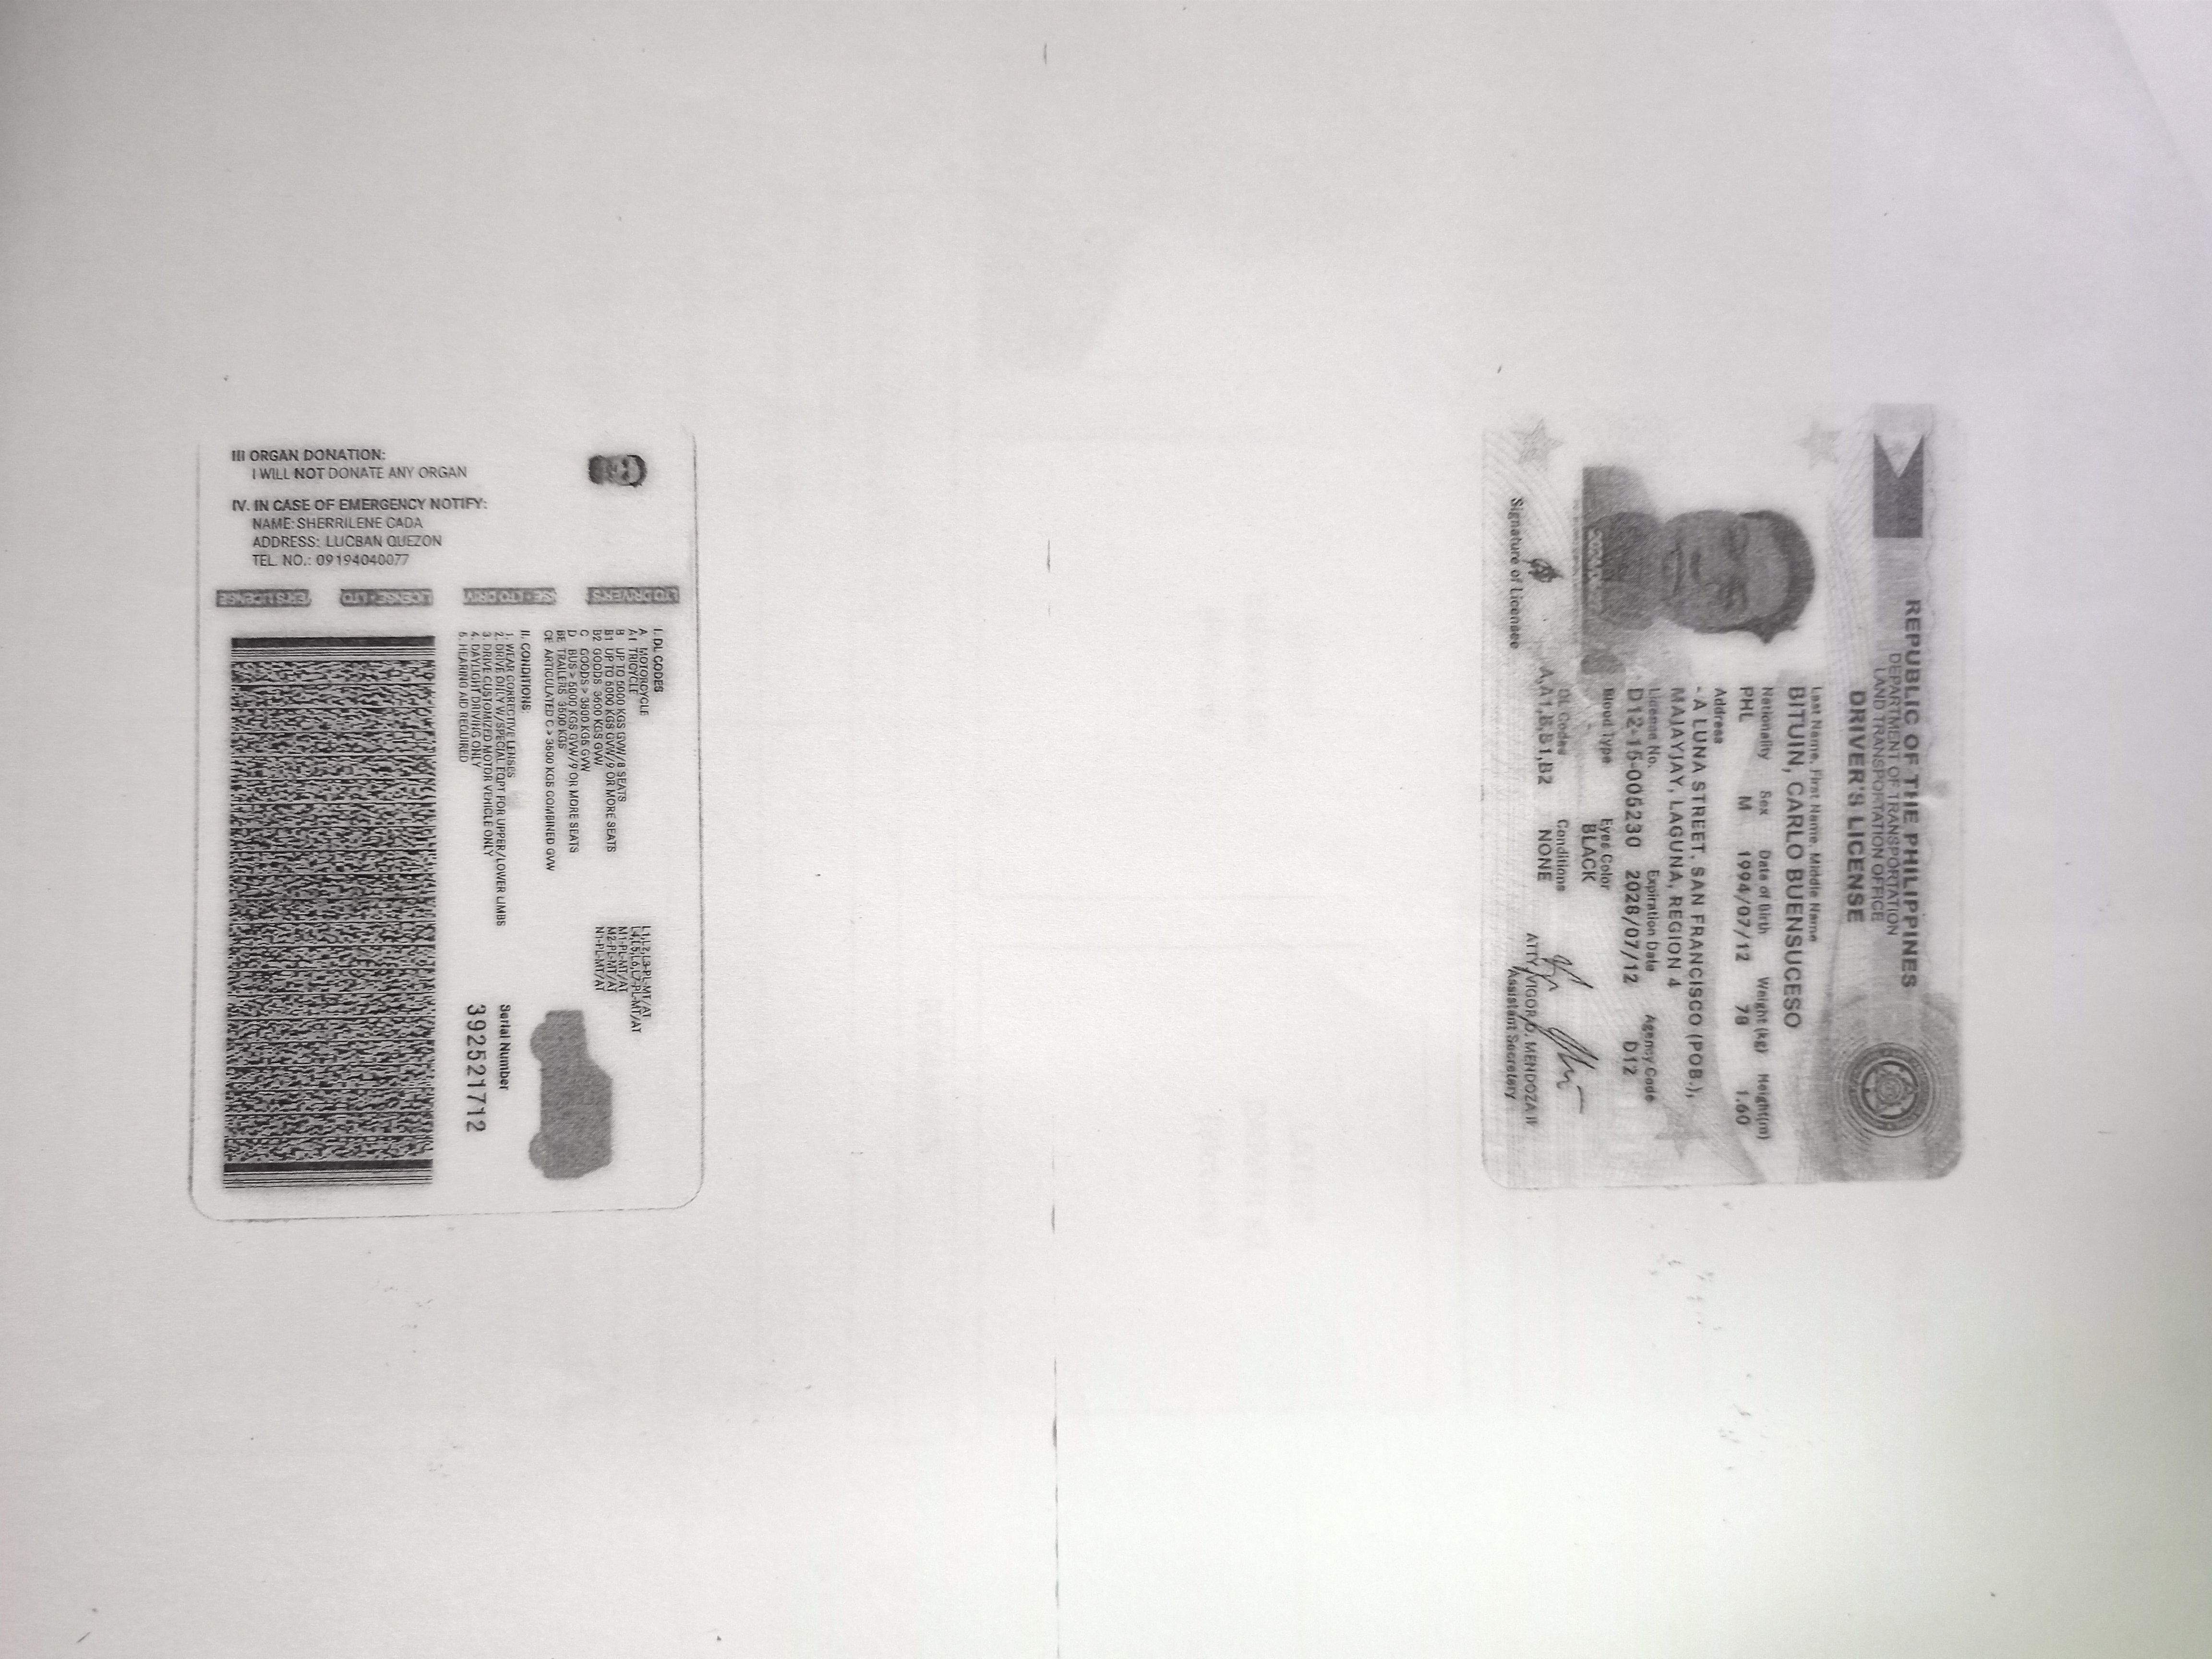 REPUBLIC OF THE PHILIPPINES
DEPARTMENT OF TRANSPORTATION
LAND TRANSPORTATION OFFICE
DRIVER'S LICENSE
Last Name, First Name, Middle Name
BITUIN, CARLO BUENSUCESO
Nationality Sex Date of Birth Weight (kg) Height(m)
PHL M 1994/07/12 78 1.60
Address
- A LUNA STREET, SAN FRANCISCO (POB.),
MAJAYJAY, LAGUNA, REGION 4
License No. Expiration Date Agency Code
D12-15-005230 2028/07/12 D12
Blood Type Eyes Color
BLACK
DL Codes Conditions
A,A1,B,B1,B2 NONE
ATTY. VIGOR D. MENDOZA II
Signature of Licensee Assistant Secretary
I. DL CODES
A MOTORCYCLE L1,L2,L3-PL-MT/AT
A1 TRICYCLE L4,L5,L6,L7-PL-MT/AT
B UP TO 5000 KGS GVW/8 SEATS M1-PL-MT/AT
B1 UP TO 5000 KGS GVW/9 OR MORE SEATS M2-PL-MT/AT
B2 GOODS 3500 KGS GVW N1-PL-MT/AT
C GOODS > 3500 KGS GVW
D BUS > 5000 KGS GVW/9 OR MORE SEATS
BE TRAILERS 3500 KGS
CE ARTICULATED C > 3500 KGS COMBINED GVW
II. CONDITIONS:
1. WEAR CORRECTIVE LENSES
2. DRIVE ONLY W/SPECIAL EQPT FOR UPPER/LOWER LIMBS
3. DRIVE CUSTOMIZED MOTOR VEHICLE ONLY
4. DAYLIGHT DRIVING ONLY
5. HEARING AID REQUIRED
Serial Number
392521712
III ORGAN DONATION:
I WILL NOT DONATE ANY ORGAN
IV. IN CASE OF EMERGENCY NOTIFY:
NAME: SHERRILENE CADA
ADDRESS: LUCBAN QUEZON
TEL. NO.: 09194040077